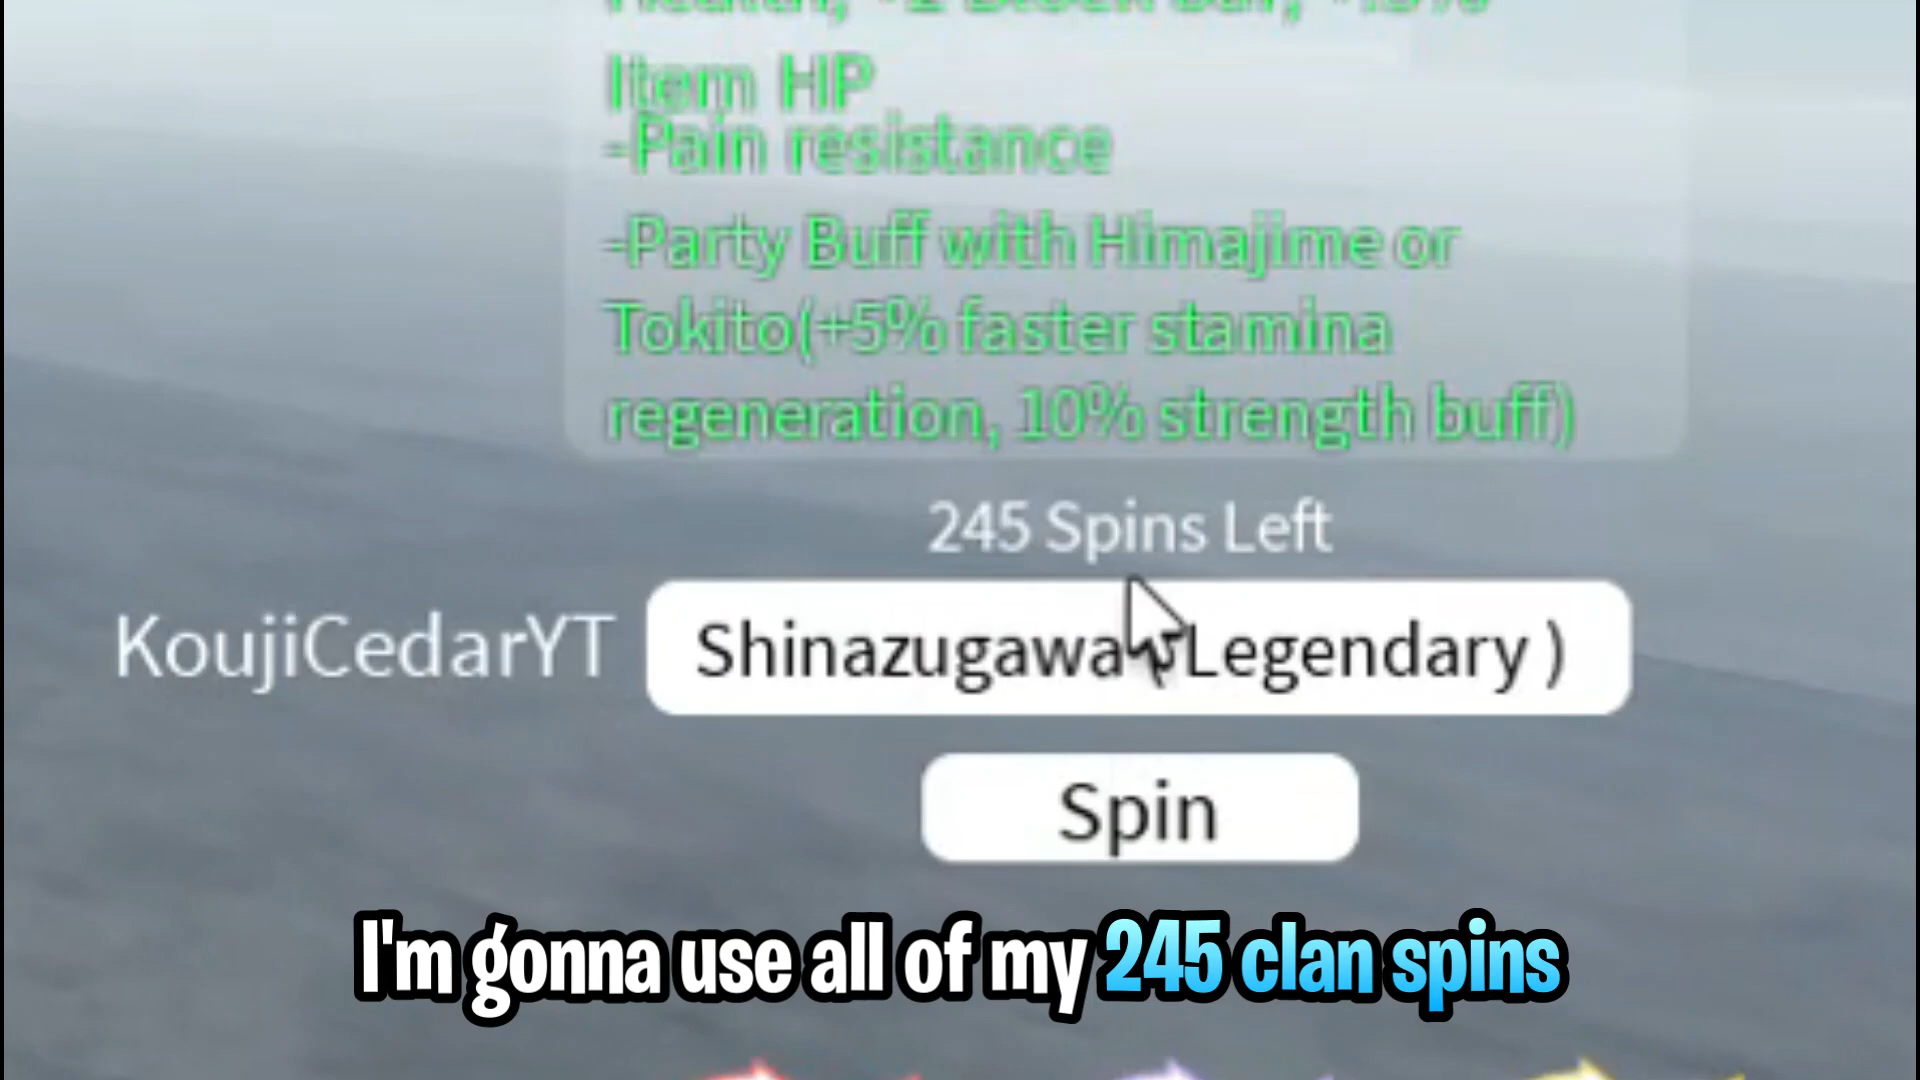 Item HP
-Pain resistance
-Party Buff with Himajime or
Tokito(+5% faster stamina
regeneration, 10% strength buff)
245 Spins Left
KoujiCedarYT Shinazugawa Legendary )
Spin
I'm gonna use all of my 245 clan spins